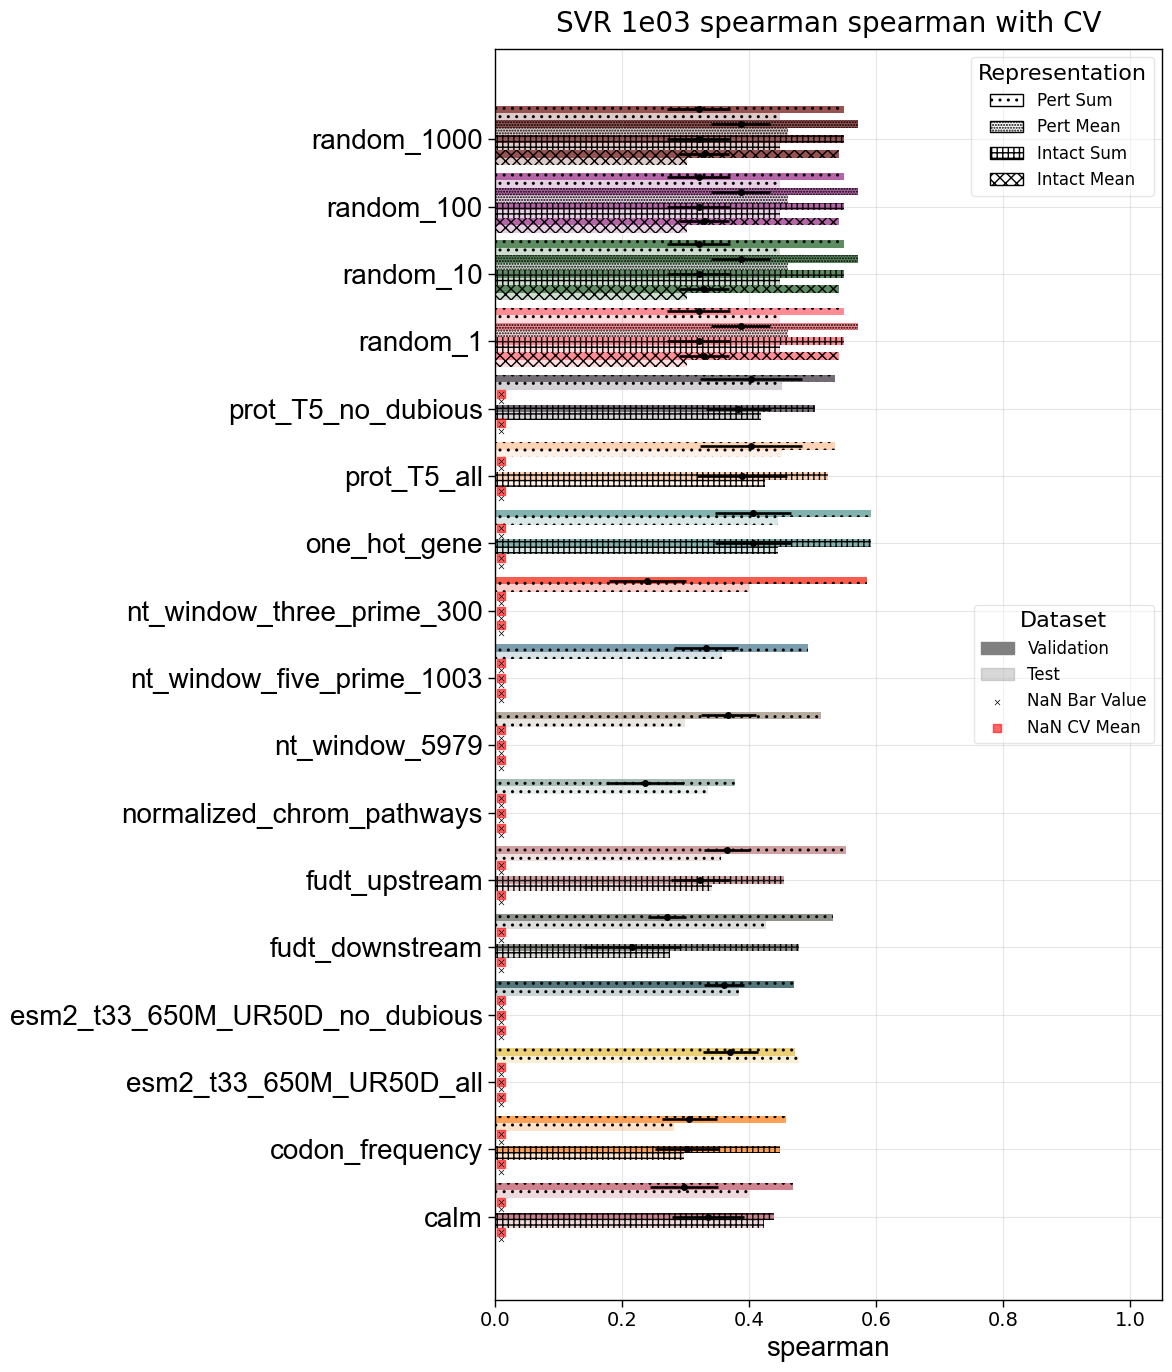 SVR 1e03 spearman spearman with CV
Representation
Pert Sum
Pert Mean
Intact Sum
Intact Mean
random_1000
random_100
random_10
random_1
prot_T5_no_dubious
prot_T5_all
one_hot_gene
nt_window_three_prime_300
nt_window_five_prime_1003
nt_window_5979
normalized_chrom_pathways
fudt_upstream
fudt_downstream
esm2_t33_650M_UR50D_no_dubious
esm2_t33_650M_UR50D_all
codon_frequency
calm
Dataset
Validation
Test
NaN Bar Value
NaN CV Mean
0.0 0.2 0.4 0.6 0.8 1.0
spearman